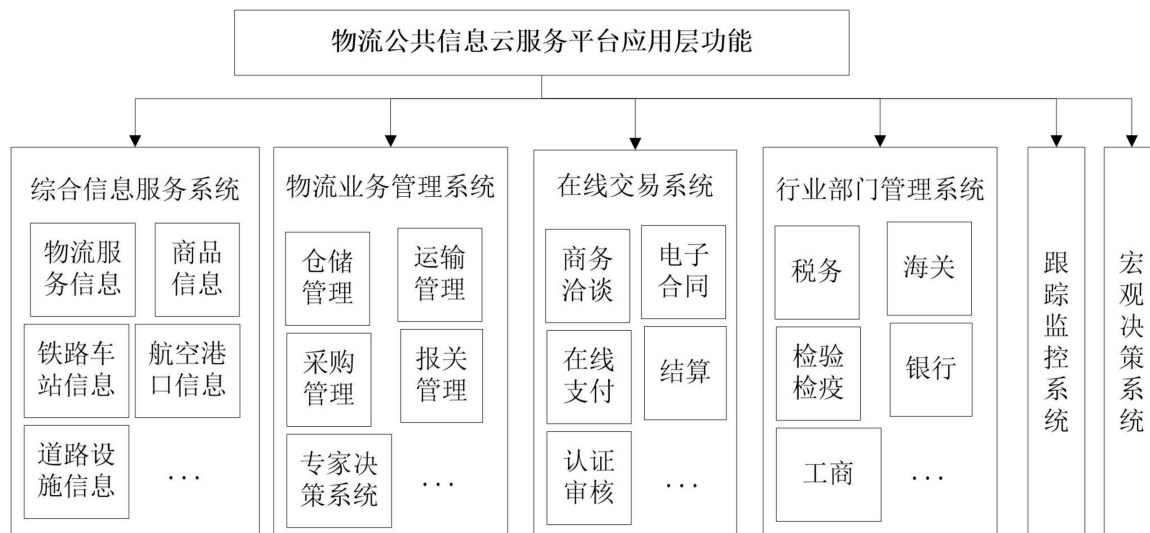 物流公共信息云服务平台应用层功能
综合信息服务系统
物流服
务信息
商品
信息
铁路车
站信息
航空港
口信息
道路设
施信息
...
物流业务管理系统
仓储
管理
运输
管理
采购
管理
报关
管理
专家决
策系统
...
在线交易系统
商务
洽谈
电子
合同
在线
支付
结算
认证
审核
...
行业部门管理系统
税务
海关
检验
检疫
银行
工商
...
跟踪监控系统
宏观决策系统